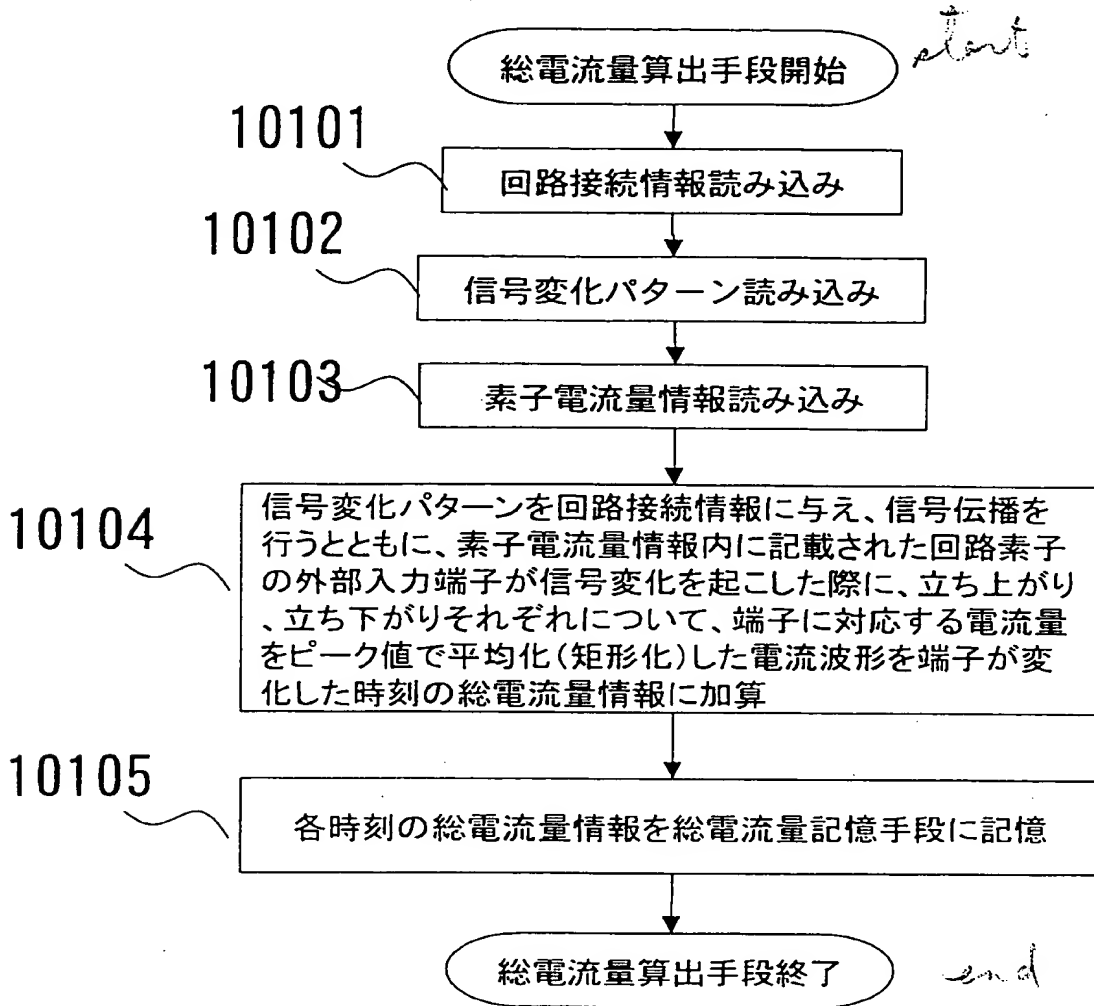 総電流量算出手段開始
start
10101
回路接続情報読み込み
10102
信号変化パターン読み込み
10103
素子電流量情報読み込み
10104
信号変化パターンを回路接続情報に与え、信号伝播を
行うとともに、素子電流量情報内に記載された回路素子
の外部入力端子が信号変化を起こした際に、立ち上がり
、立ち下がりそれぞれについて、端子に対応する電流量
をピーク値で平均化(矩形化)した電流波形を端子が変
化した時刻の総電流量情報に加算
10105
各時刻の総電流量情報を総電流量記憶手段に記憶
総電流量算出手段終了
end